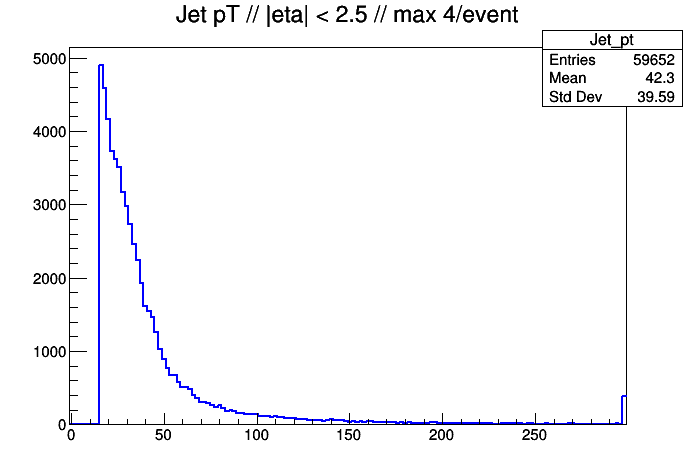 Jet pT // |eta| < 2.5 // max 4/event
Jet_pt
Entries 59652
Mean 42.3
Std Dev 39.59
5000
4000
3000
2000
1000
0
0 50 100 150 200 250